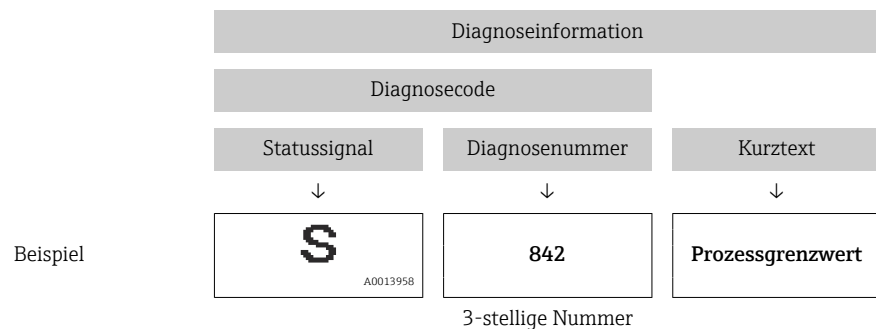 Diagnoseinformation
Diagnosecode
Statussignal Diagnosenummer Kurztext
↓ ↓ ↓
Beispiel S 842 Prozessgrenzwert
A0013958
3-stellige Nummer